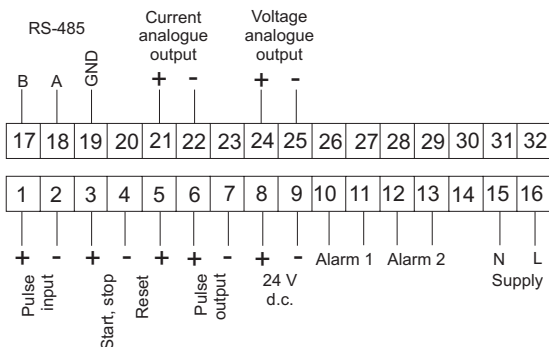 RS-485
Current
analogue
output
Voltage
analogue
output
B A GND + - + -
17 18 19 20 21 22 23 24 25 26 27 28 29 30 31 32
1 2 3 4 5 6 7 8 9 10 11 12 13 14 15 16
+ - + - + + - + - Alarm 1 Alarm 2 N L
Pulse
input
Start, stop
Reset
Pulse
output
24 V
d.c.
Supply